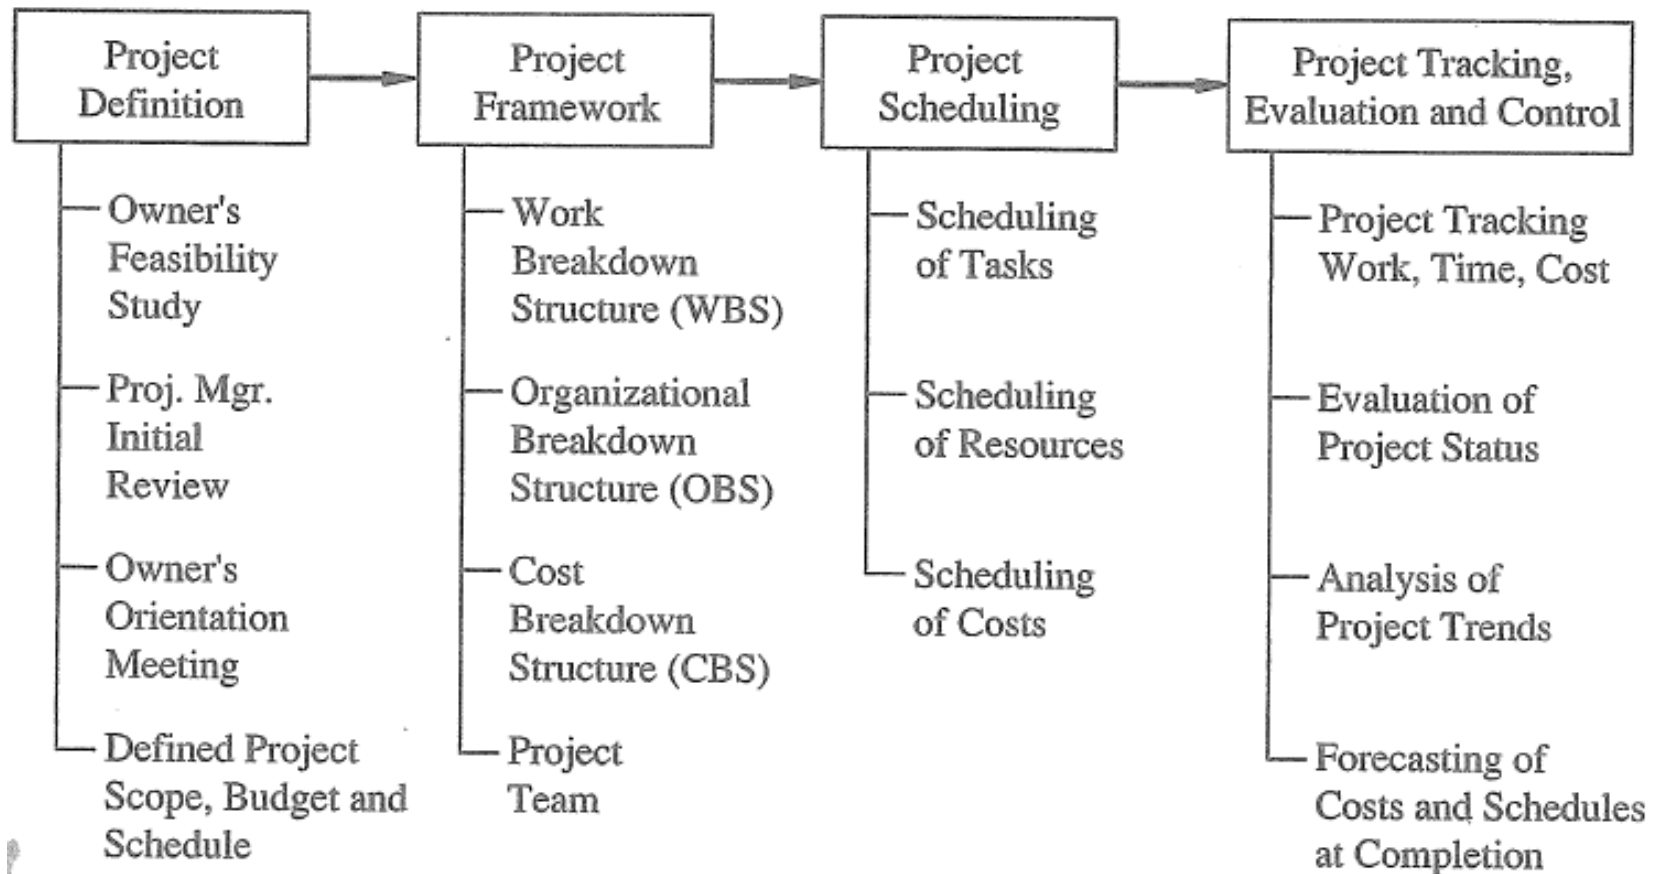 Project
Definition
Project
Framework
Project
Scheduling
Project Tracking,
Evaluation and Control
Owner's
Feasibility
Study
Proj. Mgr.
Initial
Review
Owner's
Orientation
Meeting
Defined Project
Scope, Budget and
Schedule
Work
Breakdown
Structure (WBS)
Organizational
Breakdown
Structure (OBS)
Cost
Breakdown
Structure (CBS)
Project
Team
Scheduling
of Tasks
Scheduling
of Resources
Scheduling
of Costs
Project Tracking
Work, Time, Cost
Evaluation of
Project Status
Analysis of
Project Trends
Forecasting of
Costs and Schedules
at Completion